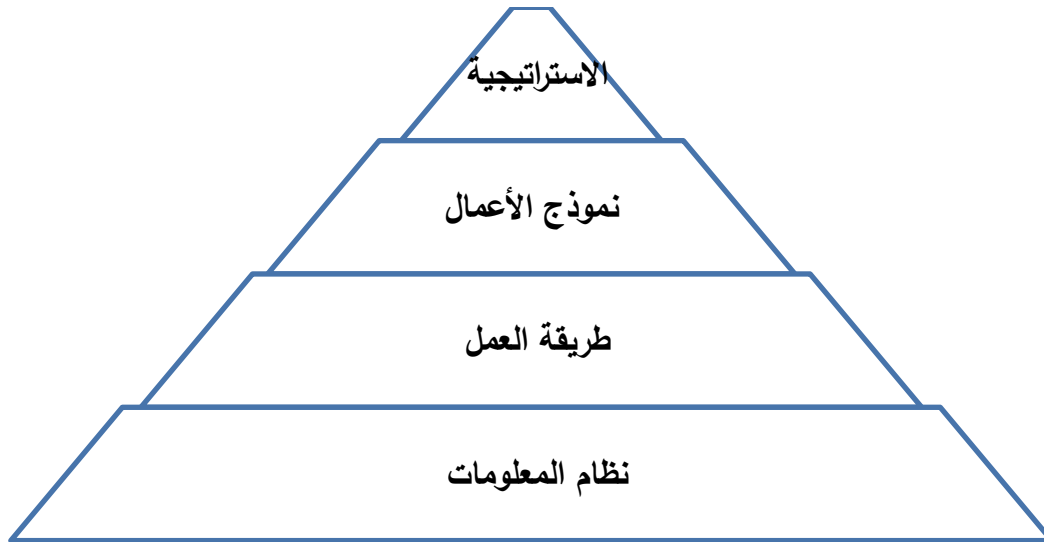 الاستراتيجية
نموذج الأعمال
طريقة العمل
نظام المعلومات